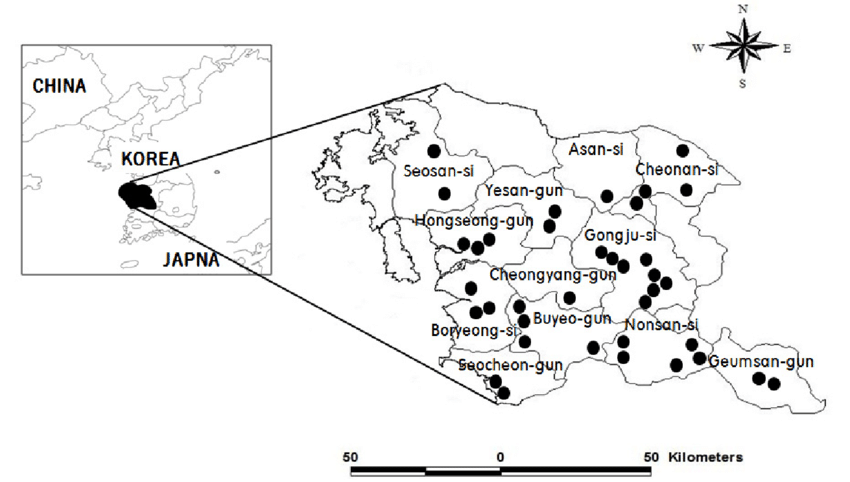 N
W E
S
CHINA
KOREA
JAPNA
Asan-si
Cheonan-si
Seosan-si
Yesan-gun
Hongseong-gun
Gongju-si
Cheongyang-gun
Buyeo-gun
Nonsan-si
Boryeong-si
Seocheon-gun
Geumsan-gun
50 0 50 Kilometers